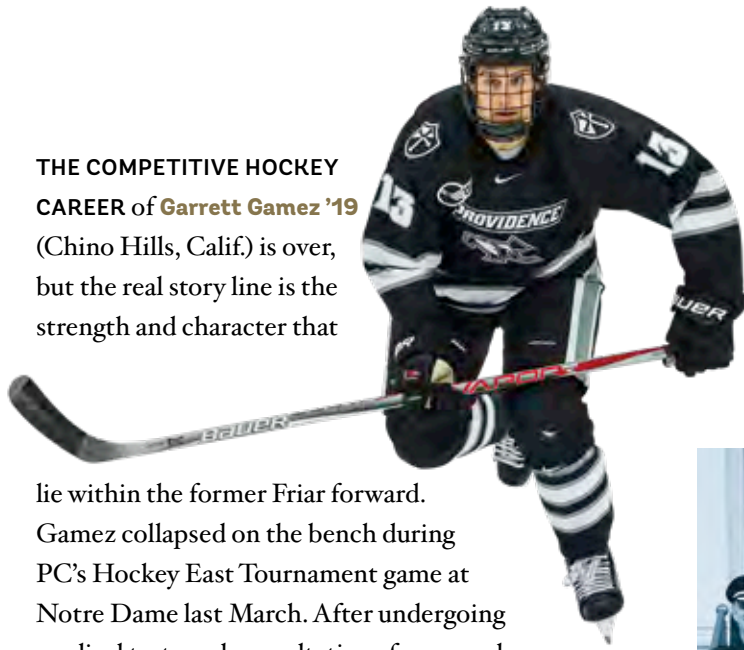 THE COMPETITIVE HOCKEY
CAREER of Garrett Gamez ’19
(Chino Hills, Calif.) is over,
but the real story line is the
strength and character that
lie within the former Friar forward.
Gamez collapsed on the bench during
PC’s Hockey East Tournament game at
Notre Dame last March. After undergoing
13
13
13
PROVIDENCE
BAUER
VAPOR
BAUER